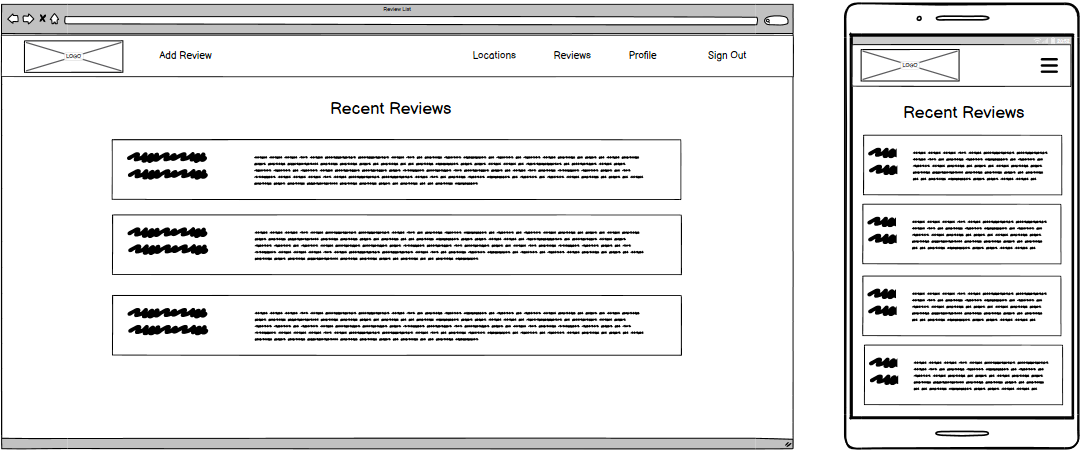 Review List
LOGO
Add Review
Locations
Reviews
Profile
Sign Out
Recent Reviews
LOGO
Recent Reviews